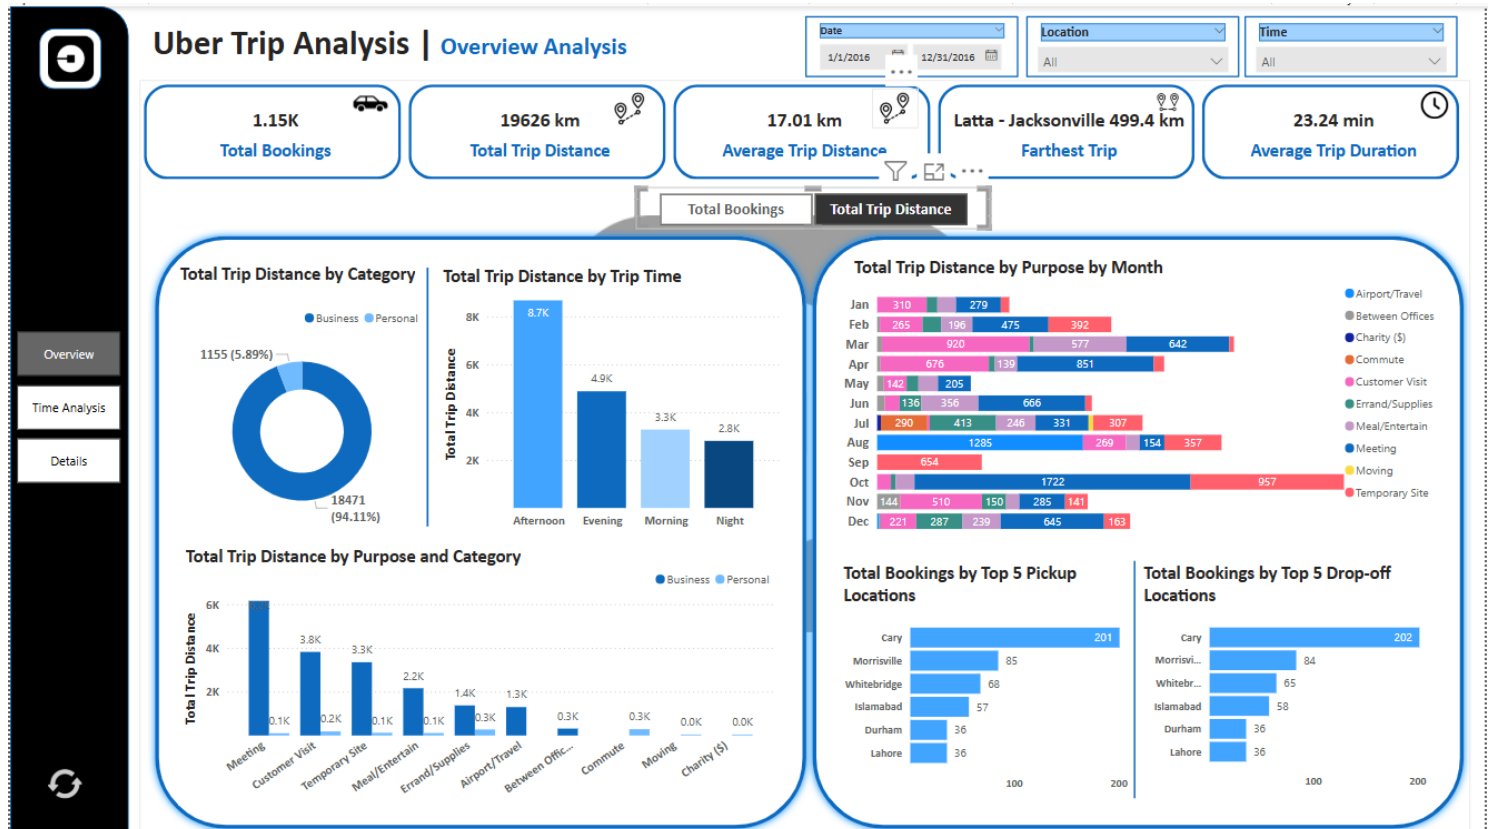 Uber Trip Analysis | Overview Analysis
Date
1/1/2016
12/31/2016
Location
All
Time
All
1.15K
Total Bookings
19626 km
Total Trip Distance
17.01 km
Average Trip Distance
Latta - Jacksonville 499.4 km
Farthest Trip
23.24 min
Average Trip Duration
Total Bookings
Total Trip Distance
Overview
Time Analysis
Details
Total Trip Distance by Category
Business
Personal
1155 (5.89%)
18471
(94.11%)
Total Trip Distance by Trip Time
Total Trip Distance
8K
6K
4K
2K
8.7K
4.9K
3.3K
2.8K
Afternoon
Evening
Morning
Night
Total Trip Distance by Purpose and Category
Business
Personal
Total Trip Distance
6K
4K
2K
0.1K
3.8K
0.2K
3.3K
0.1K
2.2K
0.1K
1.4K
0.3K
1.3K
0.3K
0.3K
0.0K
0.0K
Meeting
Customer Visit
Temporary Site
Meal/Entertain
Errand/Supplies
Airport/Travel
Between Offic...
Commute
Moving
Charity ($)
Total Trip Distance by Purpose by Month
Jan 310 279
Feb 265 196 475 392
Mar 920 577 642
Apr 676 139 851
May 142 205
Jun 136 356 666
Jul 290 413 246 331 307
Aug 1285 269 154 357
Sep 654
Oct 1722 957
Nov 144 510 150 285 141
Dec 221 287 239 645 163
Airport/Travel
Between Offices
Charity ($)
Commute
Customer Visit
Errand/Supplies
Meal/Entertain
Meeting
Moving
Temporary Site
Total Bookings by Top 5 Pickup
Locations
Cary 201
Morrisville 85
Whitebridge 68
Islamabad 57
Durham 36
Lahore 36
100 200
Total Bookings by Top 5 Drop-off
Locations
Cary 202
Morrisvi... 84
Whitebr... 65
Islamabad 58
Durham 36
Lahore 36
100 200